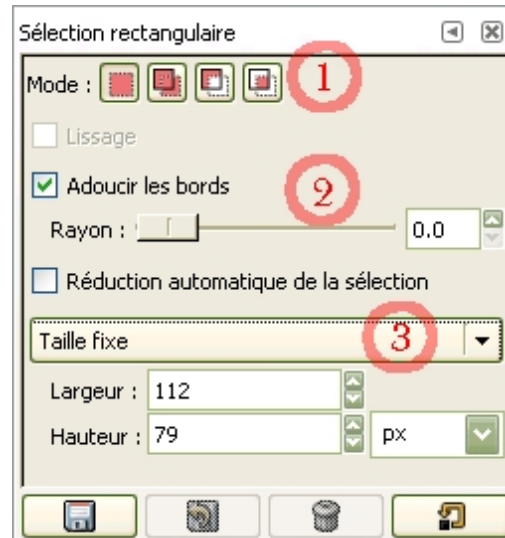 Sélection rectangulaire
Mode : 1
Lissage
Adoucir les bords
2
Rayon : 0.0
Réduction automatique de la sélection
Taille fixe 3
Largeur : 112
Hauteur : 79 px